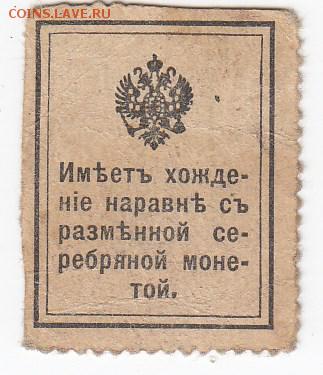 COINS.LAVE.RU
Имѣетъ хожде-
ніе наравнѣ съ
размѣнной се-
ребряной моне-
той.